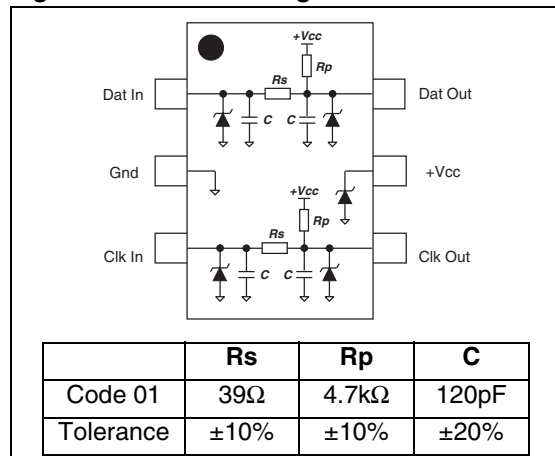 +Vcc
Rp
Rs
Dat In
Dat Out
C
C
Gnd
+Vcc
+Vcc
Rp
Rs
Clk In
Clk Out
C
C
Rs Rp C
Code 01 39Ω 4.7kΩ 120pF
Tolerance ±10% ±10% ±20%